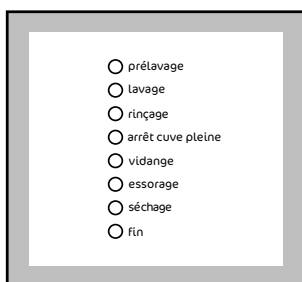 prélavage
lavage
rinçage
arrêt cuve pleine
vidange
essorage
séchage
fin